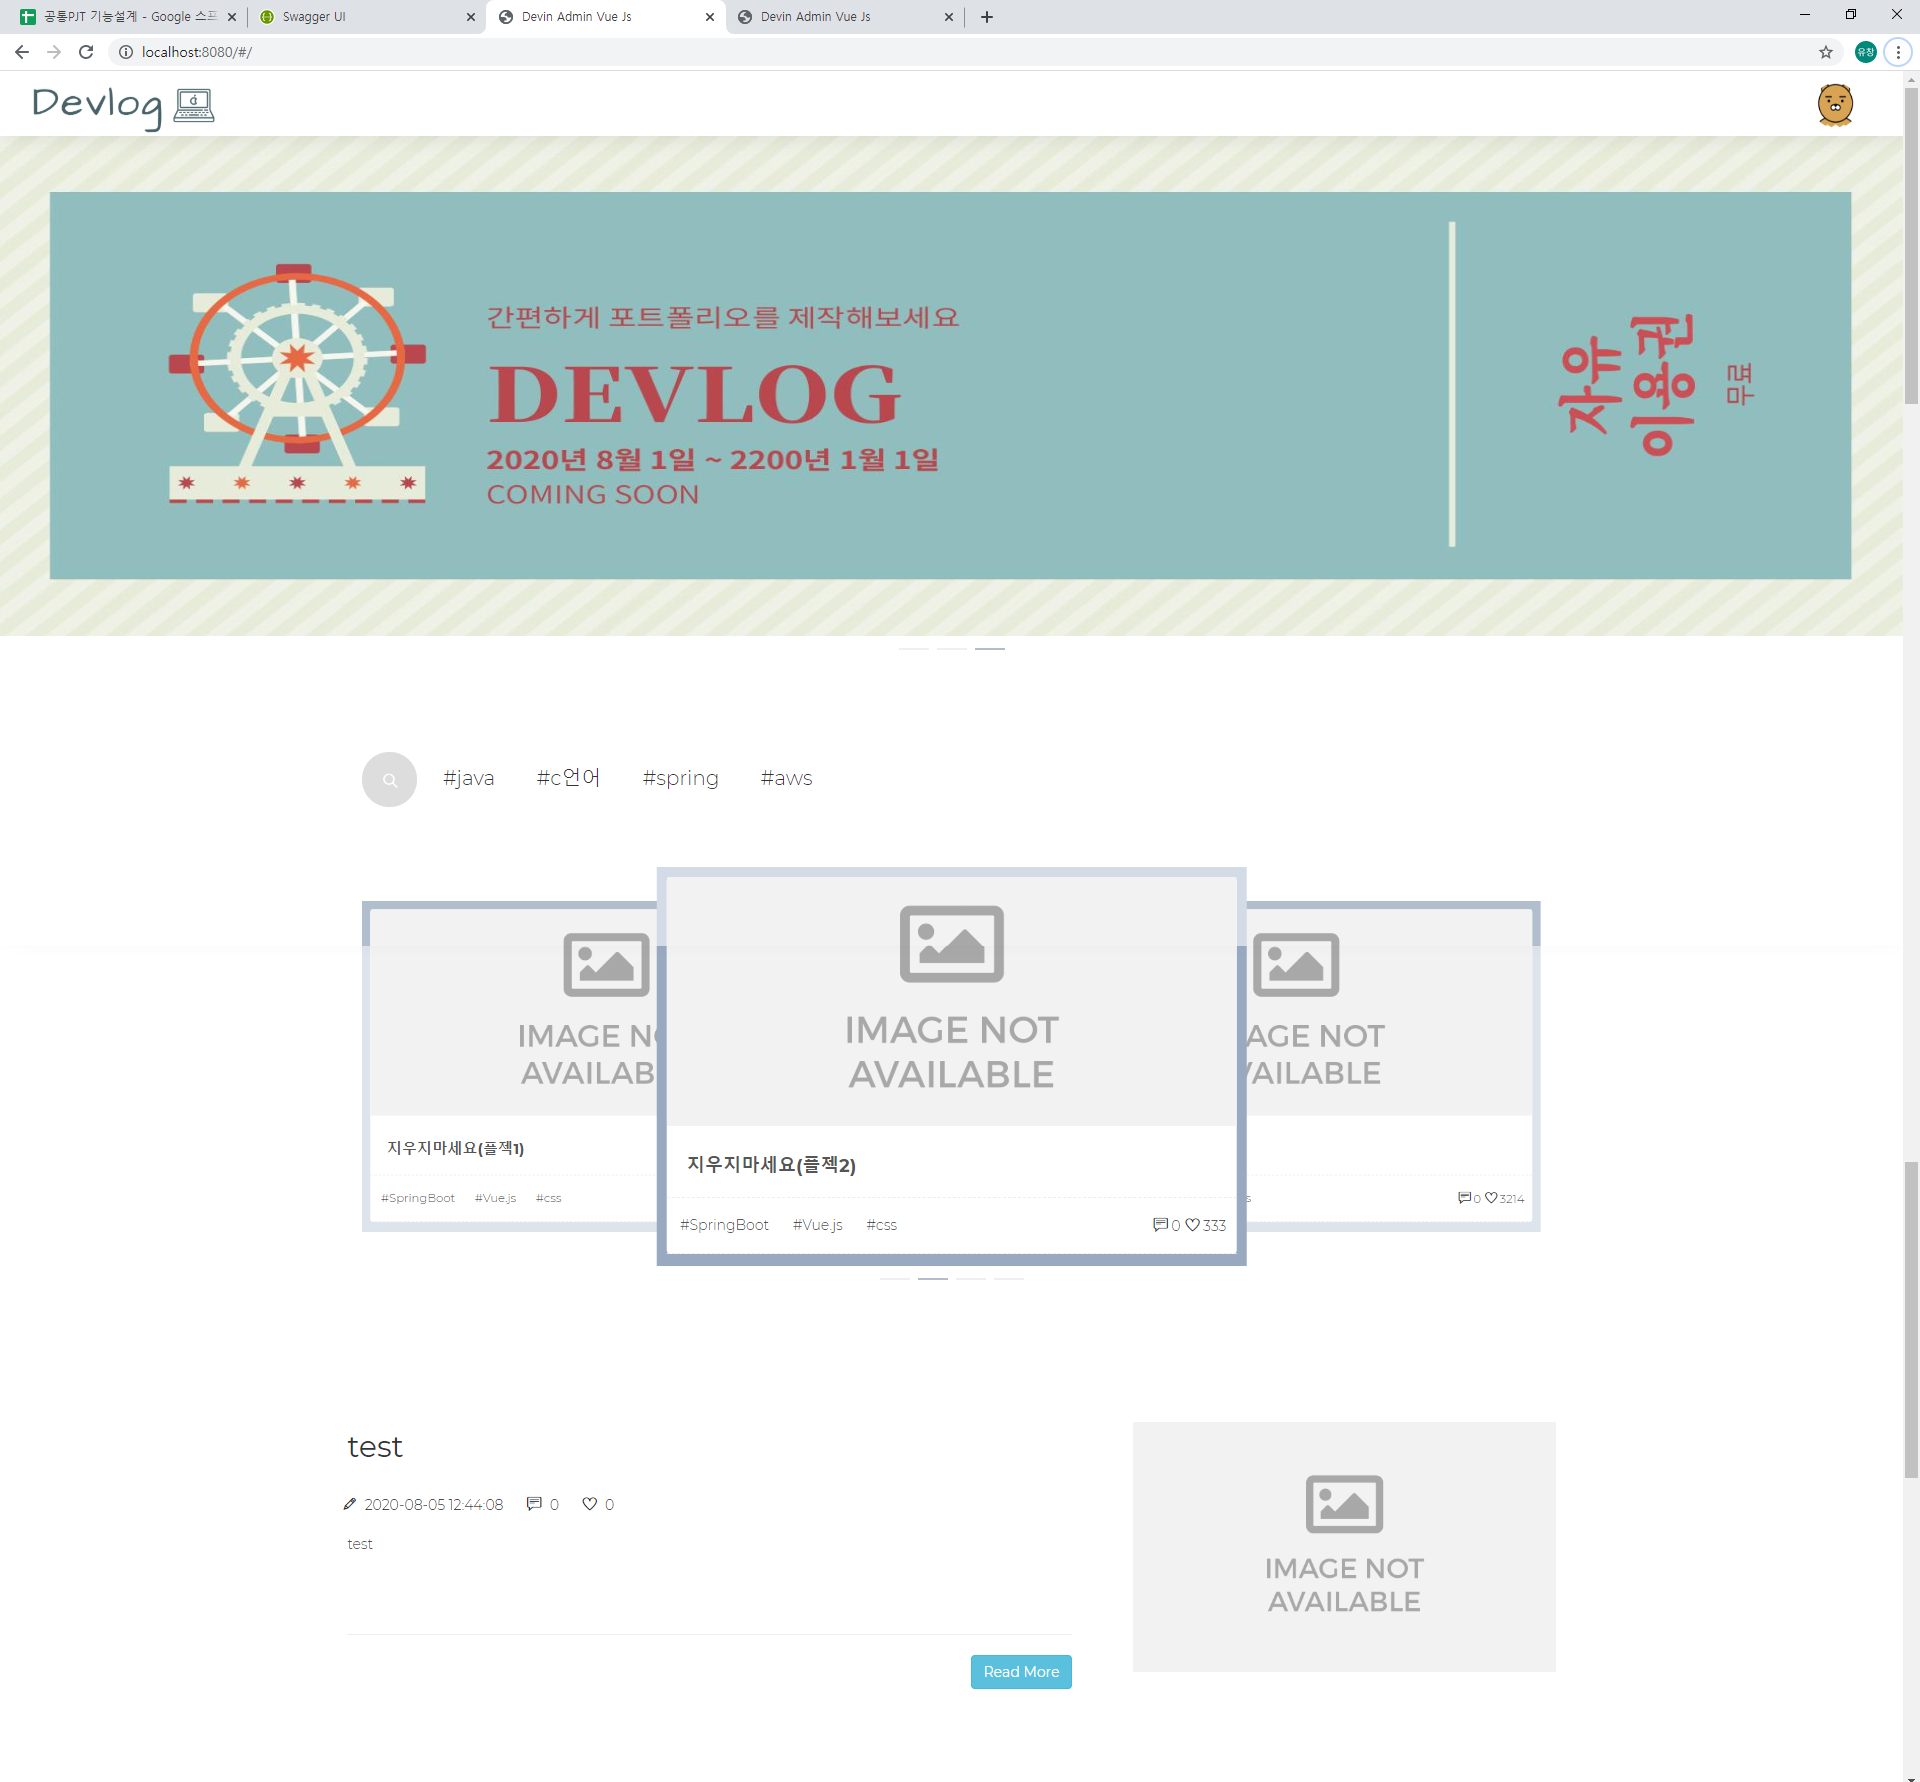 공통PJT 기능설계 - Google 스프
Swagger UI
Devin Admin Vue Js
Devin Admin Vue Js
localhost:8080/#/
유창
Devlog
간편하게 포트폴리오를 제작해보세요
DEVLOG
2020년 8월 1일 ~ 2200년 1월 1일
COMING SOON
자유
이용권
무료
#java #c언어 #spring #aws
IMAGE NO
AVAILAB
IMAGE NOT
AVAILABLE
AGE NOT
AILABLE
지우지마세요(플젝1)
지우지마세요(플젝2)
#SpringBoot #Vue.js #css
s
0 3214
#SpringBoot #Vue.js #css
0 333
test
2020-08-05 12:44:08 0 0
test
IMAGE NOT
AVAILABLE
Read More